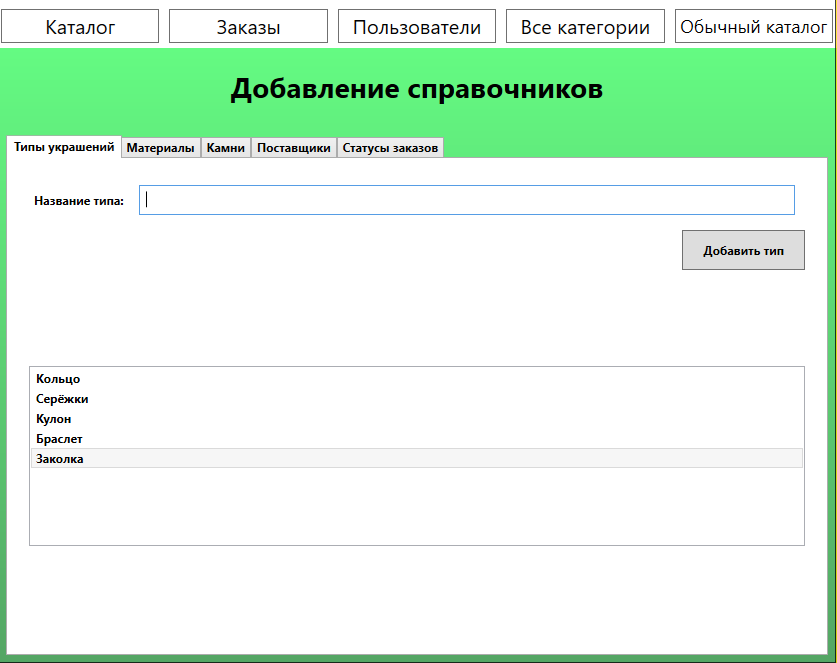 Каталог Заказы Пользователи Все категории Обычный каталог
Добавление справочников
Типы украшений Материалы Камни Поставщики Статусы заказов
Название типа:
Добавить тип
Кольцо
Серёжки
Кулон
Браслет
Заколка